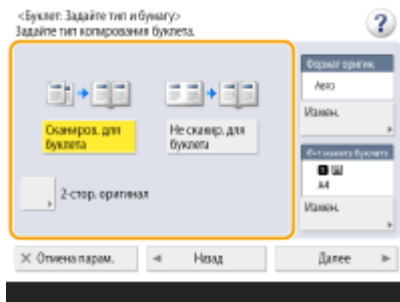 <Буклет: Задайте тип и бумагу>
Задайте тип копирования буклета.
?
Формат оригин.
Авто
Измен.
Сканиров. для
буклета
Не сканир. для
буклета
A4
Измен.
2-стор. оригинал
× Отмена парам.
Назад
Далее